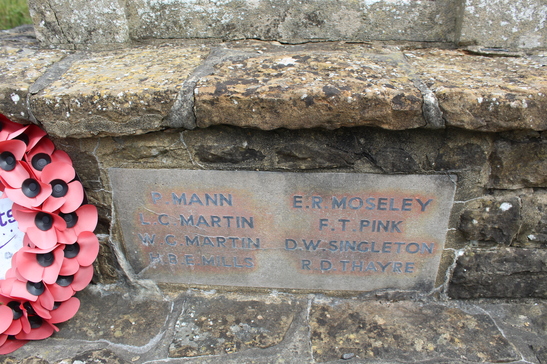 P. MANN
L.C. MARTIN
W.C. MARTIN
H.B.E. MILLS
E.R. MOSELEY
F.T. PINK
D.W. SINGLETON
R.D. THAYRE